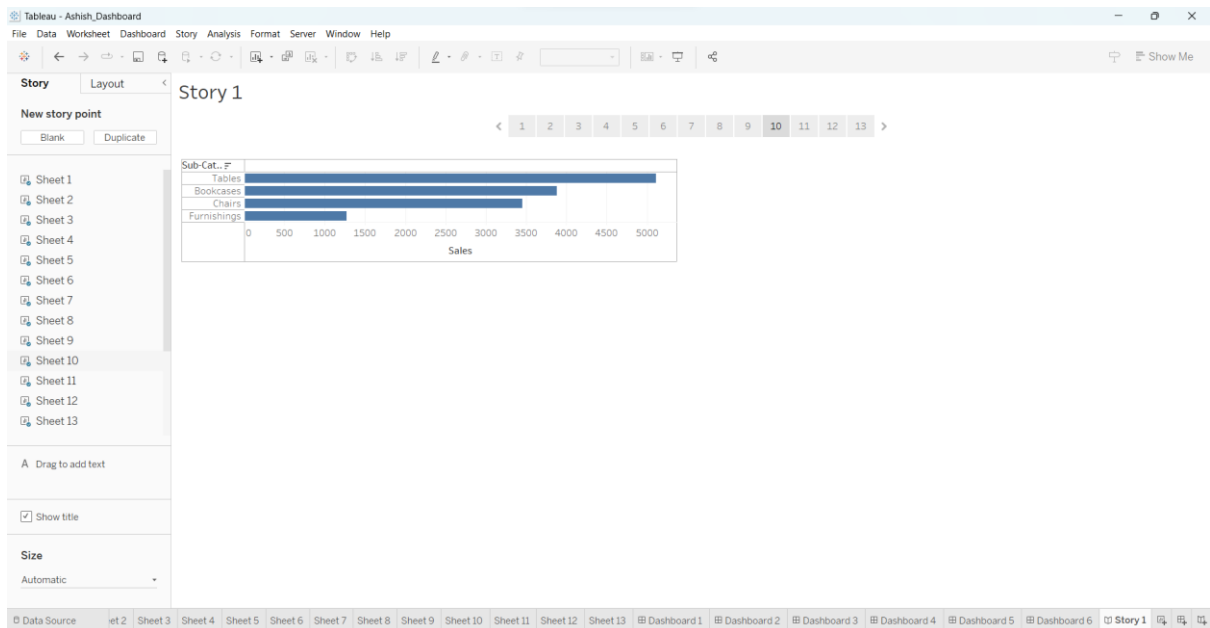 Tableau - Ashish_Dashboard
File Data Worksheet Dashboard Story Analysis Format Server Window Help
Show Me
Story Layout
Story 1
New story point
Blank Duplicate
1 2 3 4 5 6 7 8 9 10 11 12 13
Sub-Cat..
Tables
Bookcases
Chairs
Furnishings
0 500 1000 1500 2000 2500 3000 3500 4000 4500 5000
Sales
Sheet 1
Sheet 2
Sheet 3
Sheet 4
Sheet 5
Sheet 6
Sheet 7
Sheet 8
Sheet 9
Sheet 10
Sheet 11
Sheet 12
Sheet 13
A Drag to add text
Show title
Size
Automatic
Data Source et 2 Sheet 3 Sheet 4 Sheet 5 Sheet 6 Sheet 7 Sheet 8 Sheet 9 Sheet 10 Sheet 11 Sheet 12 Sheet 13 Dashboard 1 Dashboard 2 Dashboard 3 Dashboard 4 Dashboard 5 Dashboard 6 Story 1